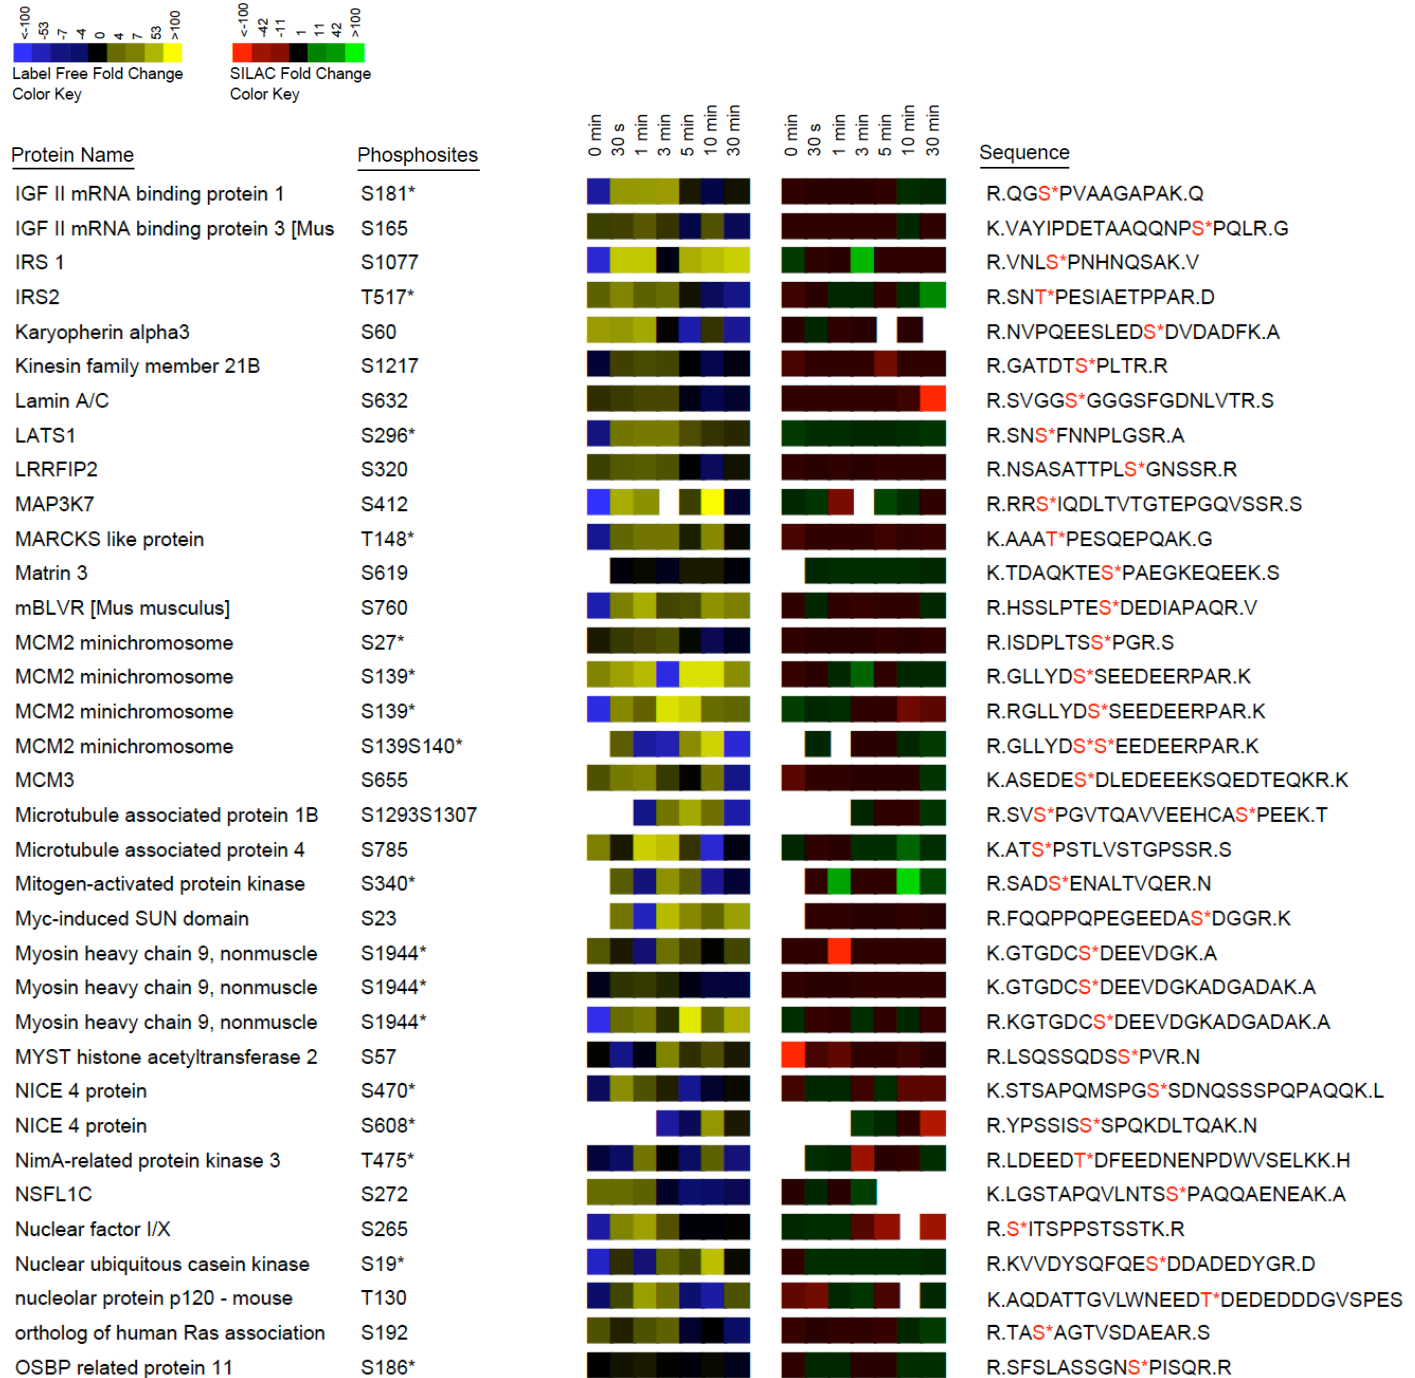 <-100 -53 -7 -4 0 4 7 53 >100
<-100 -42 -11 1 11 42 >100
Label Free Fold Change SILAC Fold Change
Color Key Color Key
0 min 30 s 1 min 3 min 5 min 10 min 30 min 0 min 30 s 1 min 3 min 5 min 10 min 30 min
Protein Name Phosphosites Sequence
IGF II mRNA binding protein 1 S181* R.QGS*PVAAGAPAK.Q
IGF II mRNA binding protein 3 [Mus S165 K.VAYIPDETAAQQNPS*PQLR.G
IRS 1 S1077 R.VNLS*PNHNQSAK.V
IRS2 T517* R.SNT*PESIAETPPAR.D
Karyopherin alpha3 S60 R.NVPQEESLEDS*DVDADFK.A
Kinesin family member 21B S1217 R.GATDTS*PLTR.R
Lamin A/C S632 R.SVGGS*GGGSFGDNLVTR.S
LATS1 S296* R.SNS*FNNPLGSR.A
LRRFIP2 S320 R.NSASATTPLS*GNSSR.R
MAP3K7 S412 R.RRS*IQDLTVTGTEPGQVSSR.S
MARCKS like protein T148* K.AAAT*PESQEPQAK.G
Matrin 3 S619 K.TDAQKTES*PAEGKEQEEK.S
mBLVR [Mus musculus] S760 R.HSSLPTES*DEDIAPAQR.V
MCM2 minichromosome S27* R.ISDPLTSS*PGR.S
MCM2 minichromosome S139* R.GLLYDS*SEEDEERPAR.K
MCM2 minichromosome S139* R.RGLLYDS*SEEDEERPAR.K
MCM2 minichromosome S139S140* R.GLLYDS*S*EEDEERPAR.K
MCM3 S655 K.ASEDES*DLEDEEEKSQEDTEQKR.K
Microtubule associated protein 1B S1293S1307 R.SVS*PGVTQAVVEEHCAS*PEEK.T
Microtubule associated protein 4 S785 K.ATS*PSTLVSTGPSSR.S
Mitogen-activated protein kinase S340* R.SADS*ENALTVQER.N
Myc-induced SUN domain S23 R.FQQPPQPEGEEDAS*DGGR.K
Myosin heavy chain 9, nonmuscle S1944* K.GTGDCS*DEEVDGK.A
Myosin heavy chain 9, nonmuscle S1944* K.GTGDCS*DEEVDGKADGADAK.A
Myosin heavy chain 9, nonmuscle S1944* R.KGTGDCS*DEEVDGKADGADAK.A
MYST histone acetyltransferase 2 S57 R.LSQSSQDSS*PVR.N
NICE 4 protein S470* K.STSAPQMSPGS*SDNQSSSPQPAQQK.L
NICE 4 protein S608* R.YPSSISS*SPQKDLTQAK.N
NimA-related protein kinase 3 T475* R.LDEEDT*DFEEDNENPDWVSELKK.H
NSFL1C S272 K.LGSTAPQVLNTSS*PAQQAENEAK.A
Nuclear factor I/X S265 R.S*ITSPPSTSSTK.R
Nuclear ubiquitous casein kinase S19* R.KVVDYSQFQES*DDADEDYGR.D
nucleolar protein p120 - mouse T130 K.AQDATTGVLWNEEDT*DEDEDDDGVSPES
ortholog of human Ras association S192 R.TAS*AGTVSDAEAR.S
OSBP related protein 11 S186* R.SFSLASSGNS*PISQR.R